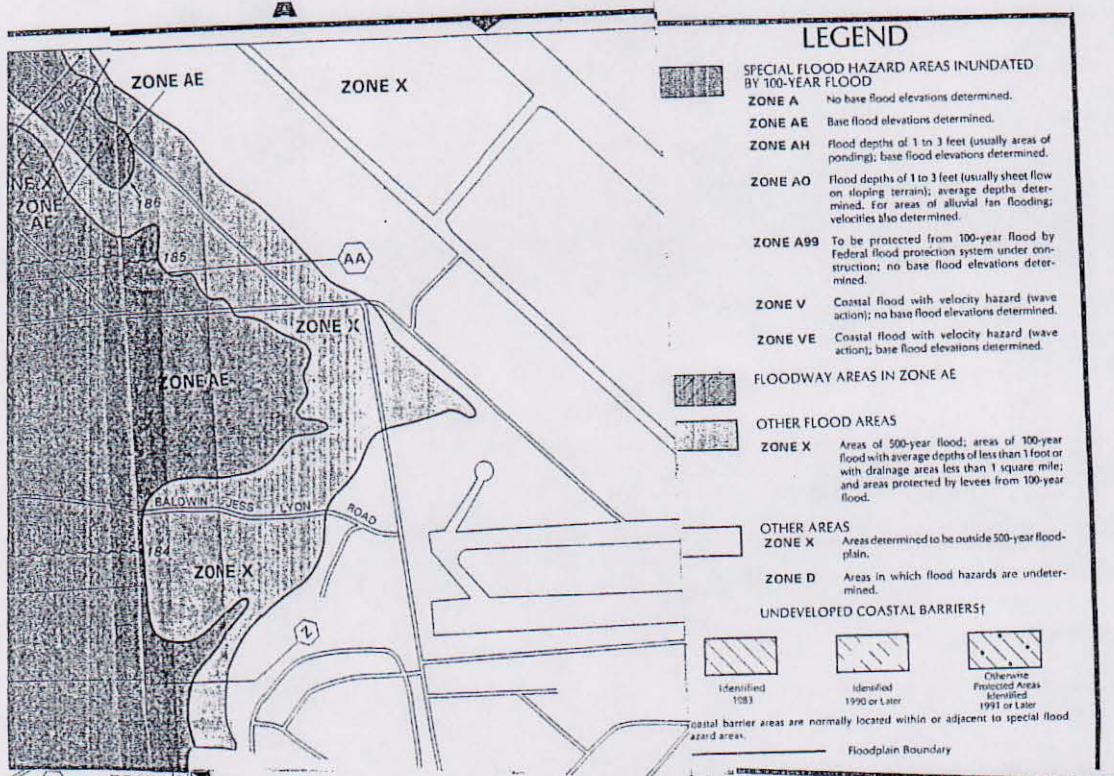 ZONE AE
ZONE X
NE X
ZONE
AE
186
185
AA
ZONE X
ZONE AE
BALDWIN JESS LYON ROAD
184
ZONE X
Z
LEGEND
SPECIAL FLOOD HAZARD AREAS INUNDATED
BY 100-YEAR FLOOD
ZONE A No base flood elevations determined.
ZONE AE Base flood elevations determined.
ZONE AH Flood depths of 1 to 3 feet (usually areas of
ponding); base flood elevations determined.
ZONE AO Flood depths of 1 to 3 feet (usually sheet flow
on sloping terrain); average depths deter-
mined. For areas of alluvial fan flooding;
velocities also determined.
ZONE A99 To be protected from 100-year flood by
Federal flood protection system under con-
struction; no base flood elevations deter-
mined.
ZONE V Coastal flood with velocity hazard (wave
action); no base flood elevations determined.
ZONE VE Coastal flood with velocity hazard (wave
action); base flood elevations determined.
FLOODWAY AREAS IN ZONE AE
OTHER FLOOD AREAS
ZONE X Areas of 500-year flood; areas of 100-year
flood with average depths of less than 1 foot or
with drainage areas less than 1 square mile;
and areas protected by levees from 100-year
flood.
OTHER AREAS
ZONE X Areas determined to be outside 500-year flood-
plain.
ZONE D Areas in which flood hazards are undeter-
mined.
UNDEVELOPED COASTAL BARRIERS†
Identified
1983
Identified
1990 or Later
Otherwise
Protected Areas
Identified
1991 or Later
oastal barrier areas are normally located within or adjacent to special flood
azard areas.
Floodplain Boundary